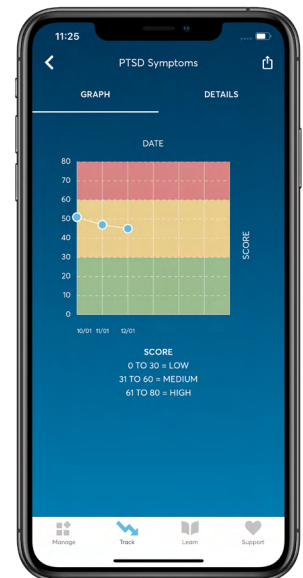 11:25
PTSD Symptoms
GRAPH DETAILS
DATE
80
70
60
50
40
30
20
10
0
SCORE
10/01 11/01 12/01
SCORE
0 TO 30 = LOW
31 TO 60 = MEDIUM
61 TO 80 = HIGH
Manage Track Learn Support